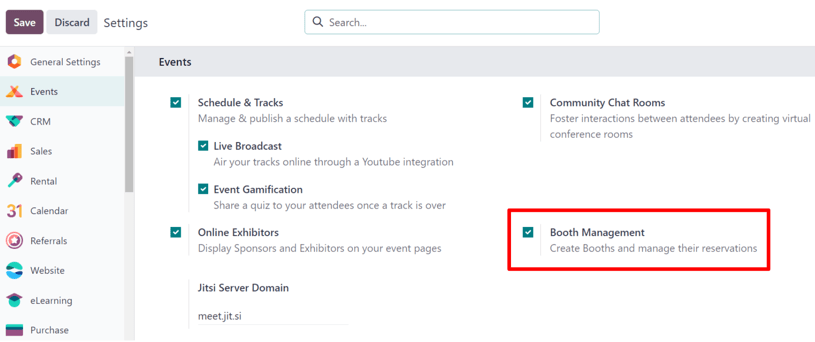 Save
Discard
Settings
Search...
General Settings
Events
CRM
Sales
Rental
31
Calendar
Referrals
Website
eLearning
Purchase
Events
Schedule & Tracks
Manage & publish a schedule with tracks
Live Broadcast
Air your tracks online through a Youtube integration
Event Gamification
Share a quiz to your attendees once a track is over
Online Exhibitors
Display Sponsors and Exhibitors on your event pages
Jitsi Server Domain
meet.jit.si
Community Chat Rooms
Foster interactions between attendees by creating virtual
conference rooms
Booth Management
Create Booths and manage their reservations